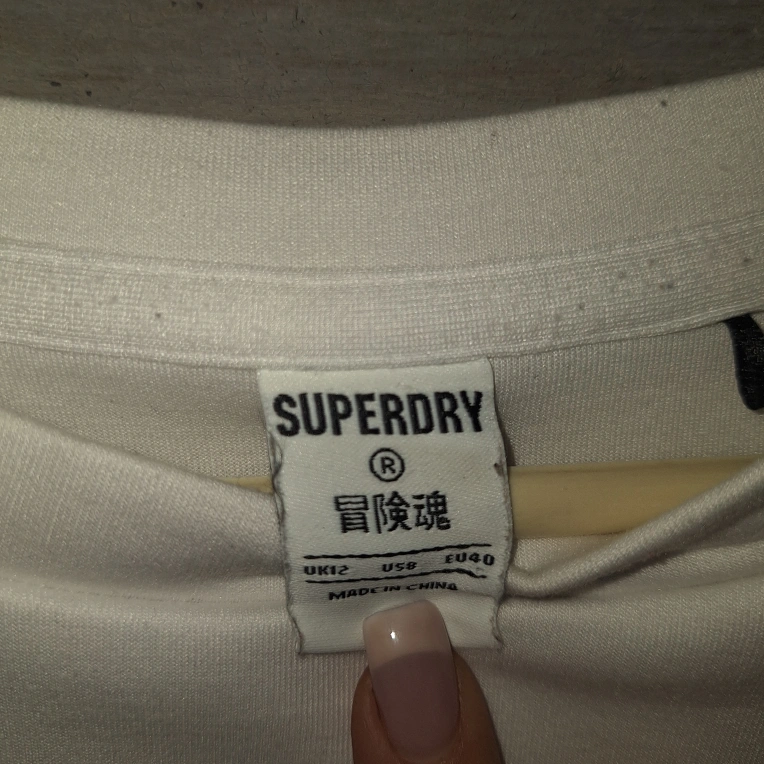 SUPERDRY
®
冒険魂
UK12 US8 EU40
MADE IN CHINA